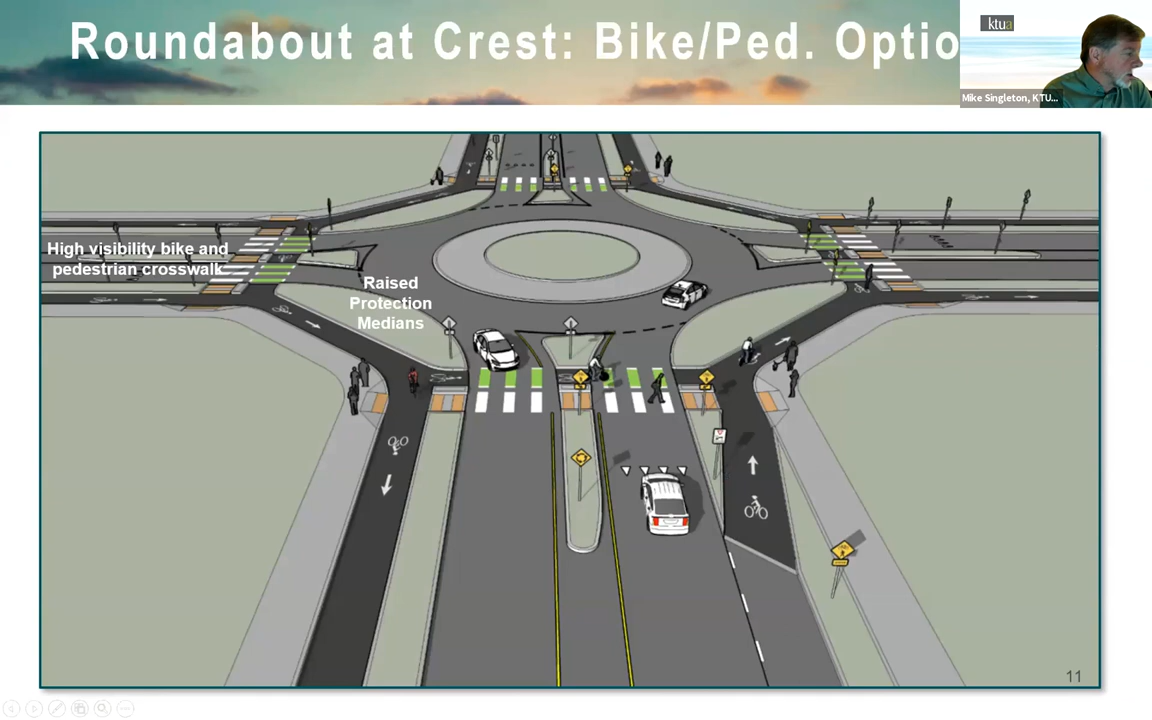 Roundabout at Crest: Bike/Ped. Optio
ktua
Mike Singleton, KTU...
High visibility bike and
pedestrian crosswalk
Raised
Protection
Medians
11